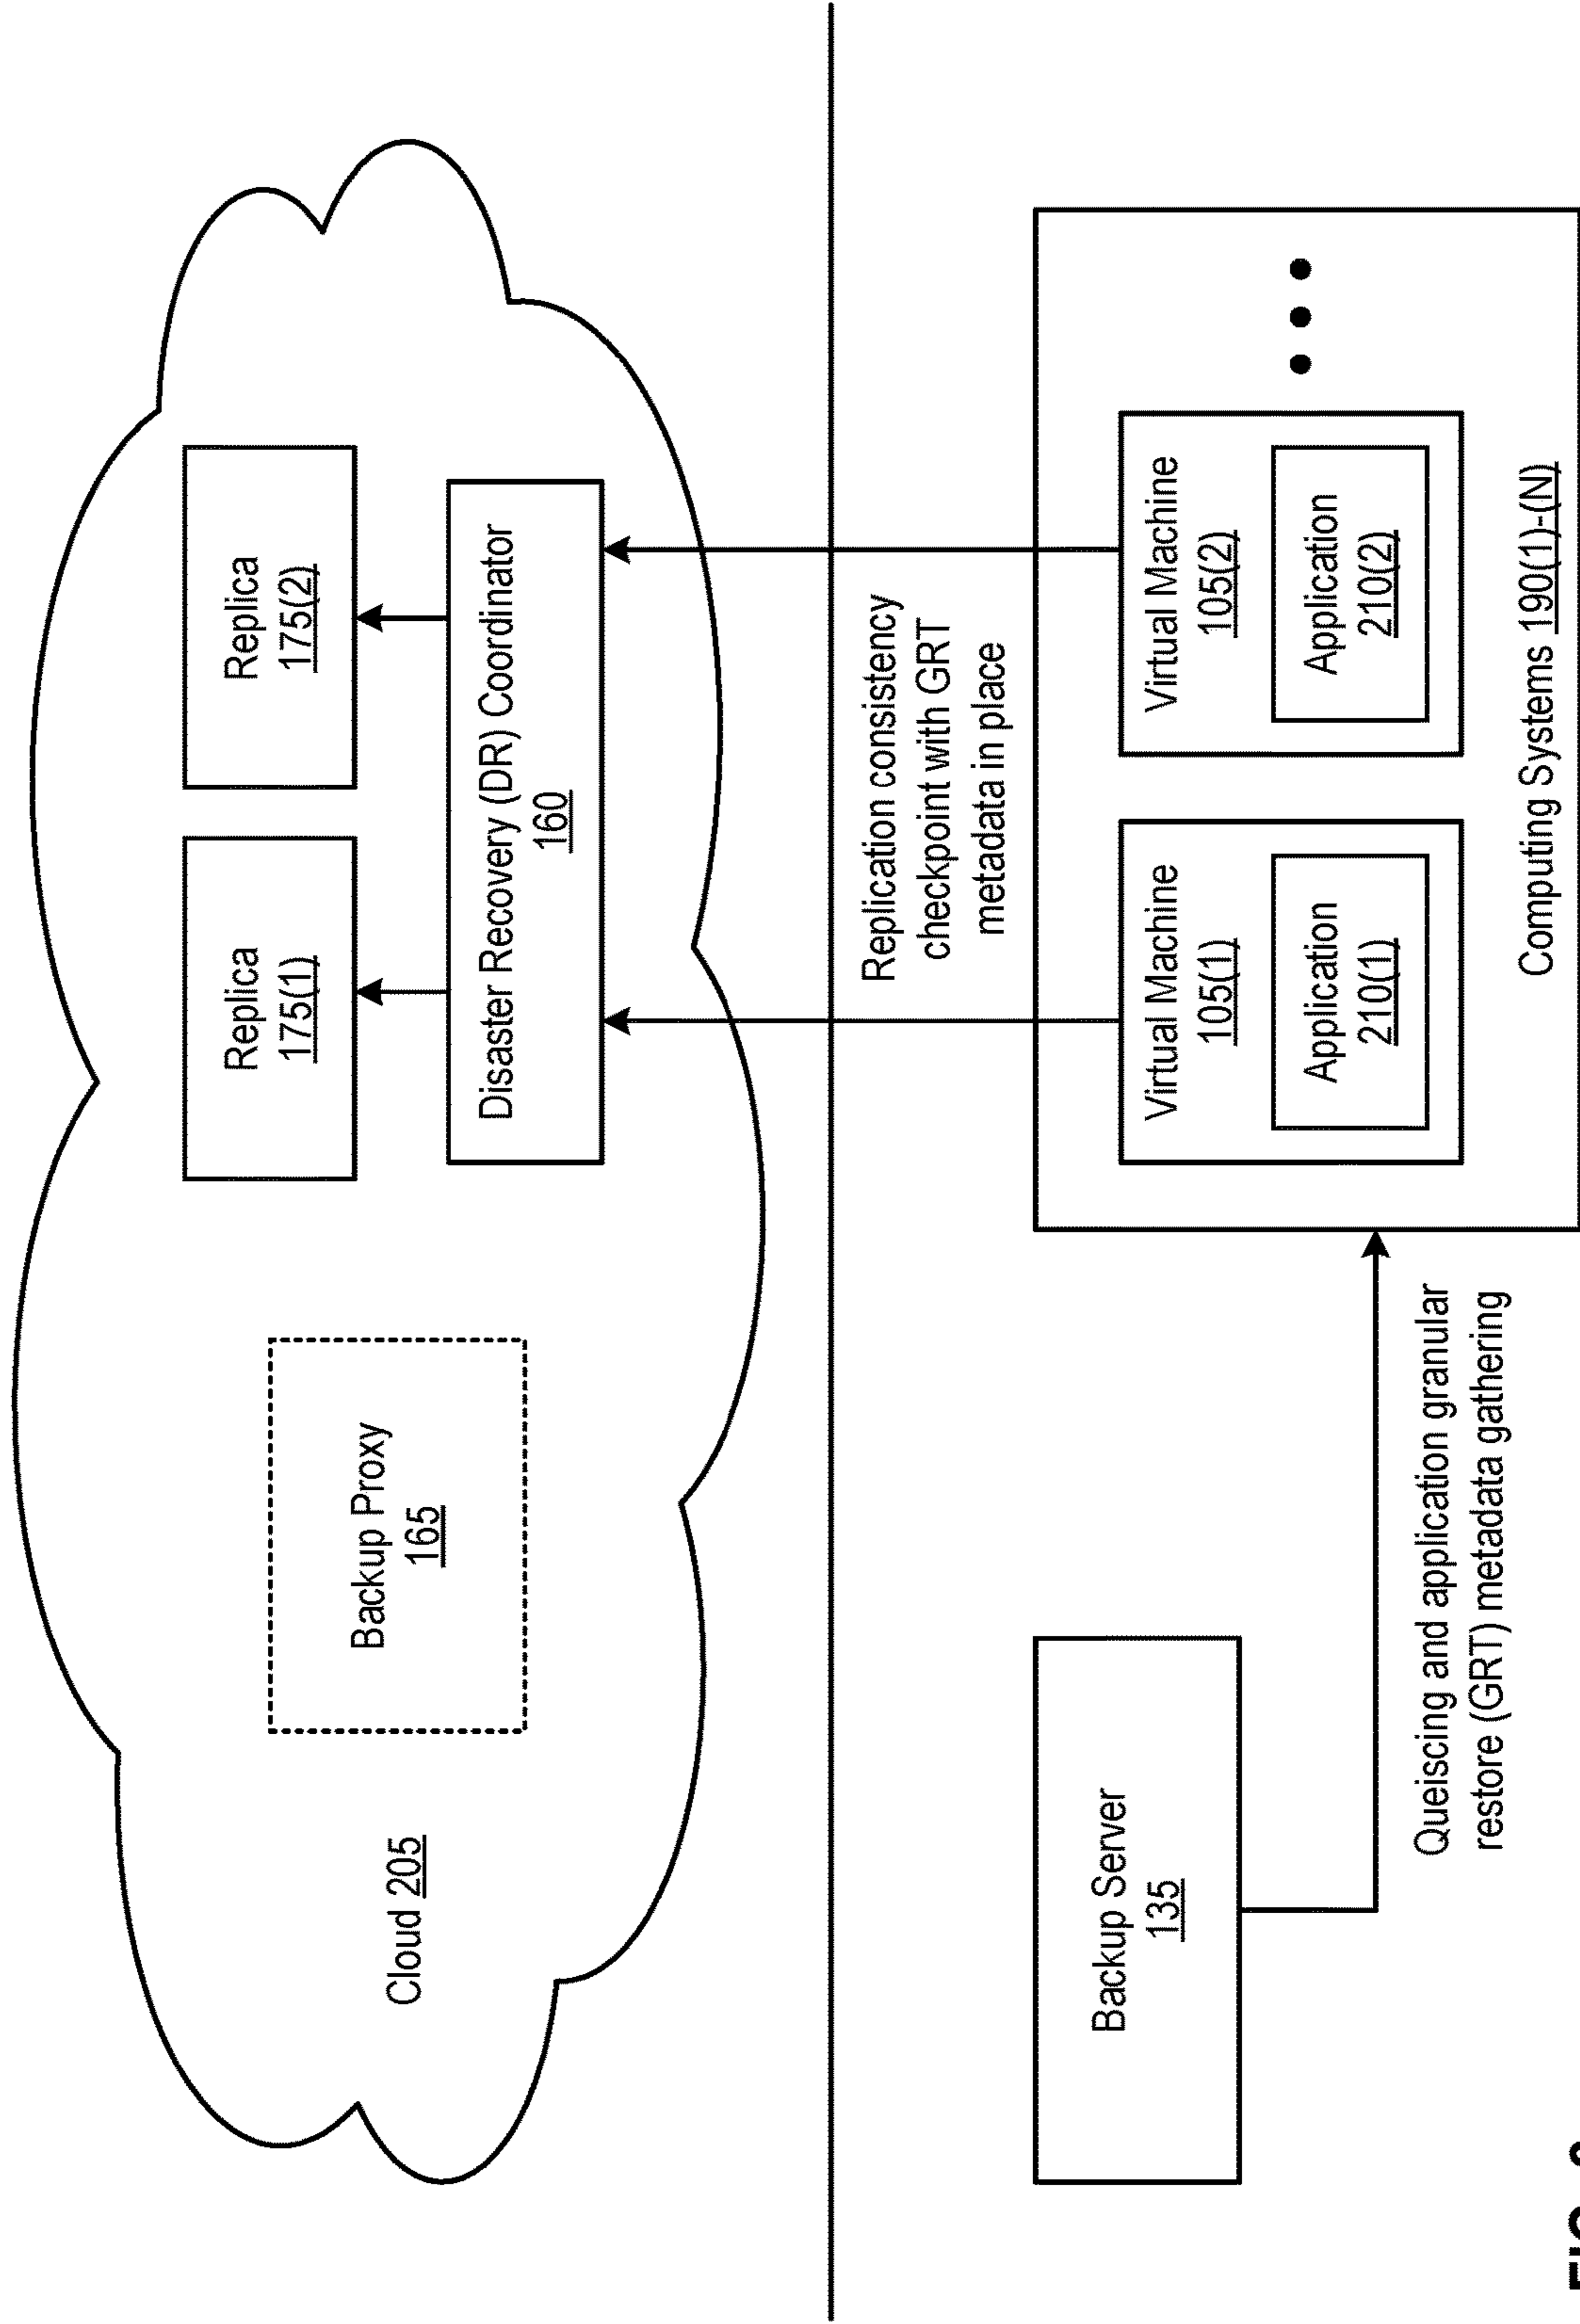 Cloud 205
Backup Proxy
165
Replica
175(1)
Replica
175(2)
Disaster Recovery (DR) Coordinator
160
Replication consistency
checkpoint with GRT
metadata in place
Backup Server
135
Queiscing and application granular
restore (GRT) metadata gathering
Virtual Machine
105(1)
Application
210(1)
Virtual Machine
105(2)
Application
210(2)
Computing Systems 190(1)-(N)
FIG.